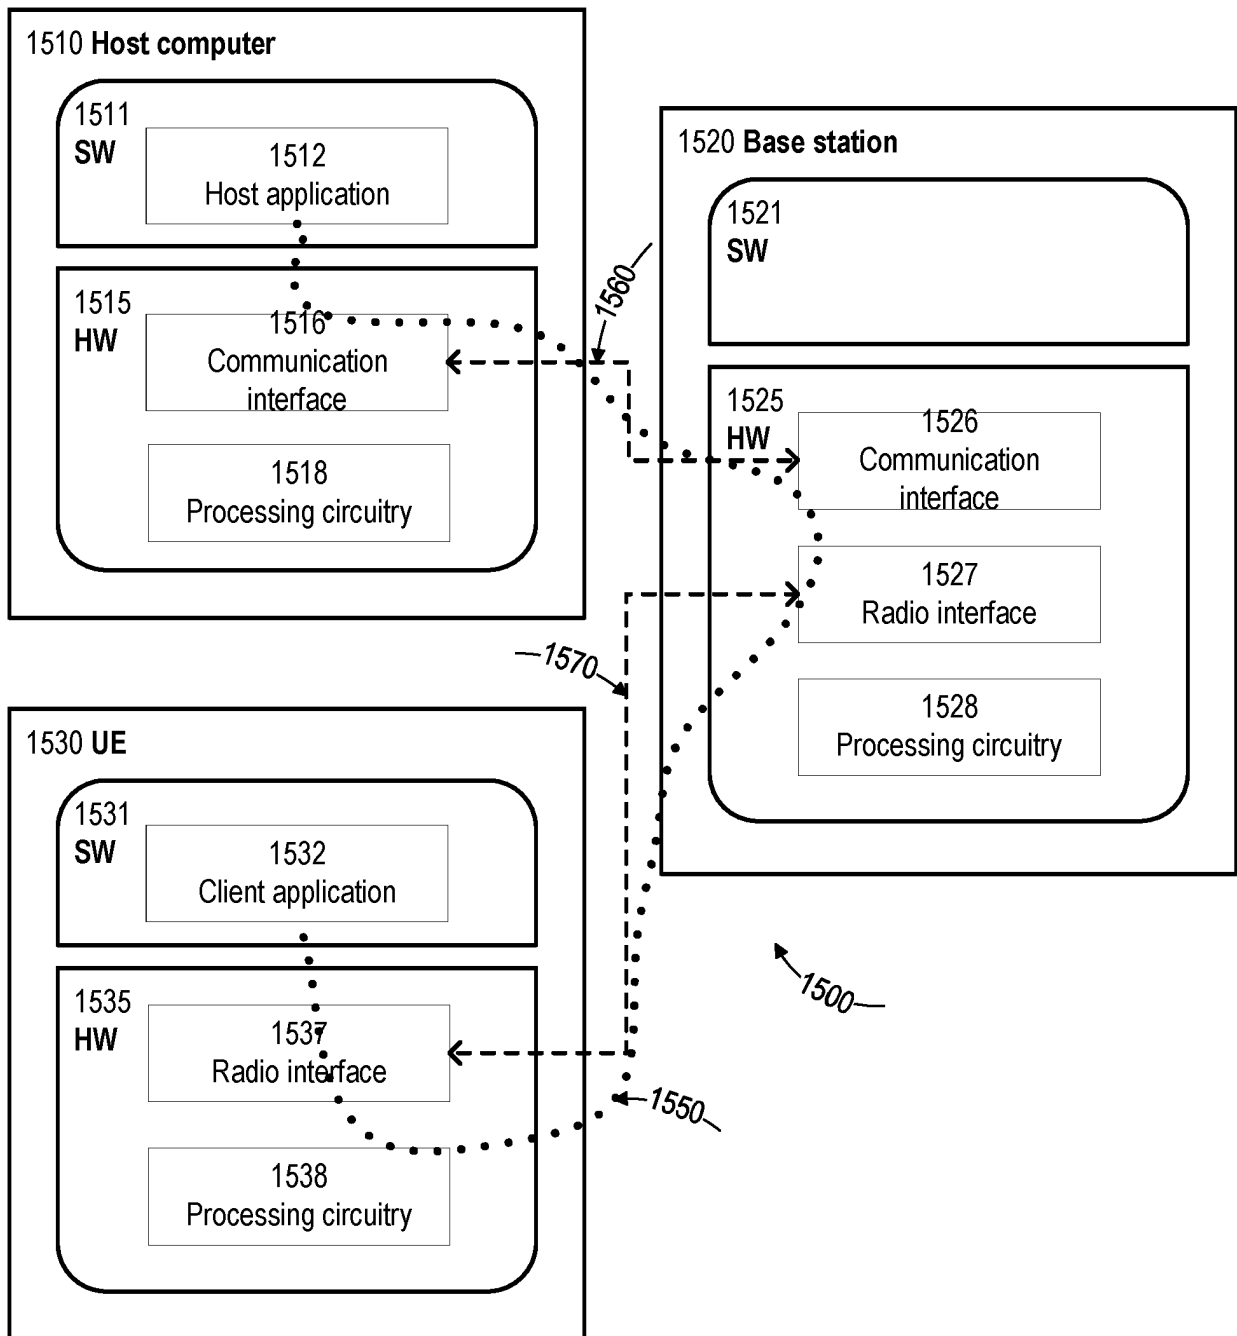 1510 Host computer
1511
SW
1512
Host application
1515
HW
1516
Communication
interface
1518
Processing circuitry
1560
1520 Base station
1521
SW
1525
HW
1526
Communication
interface
1527
Radio interface
1528
Processing circuitry
1570
1530 UE
1531
SW
1532
Client application
1535
HW
1537
Radio interface
1538
Processing circuitry
1500
1550